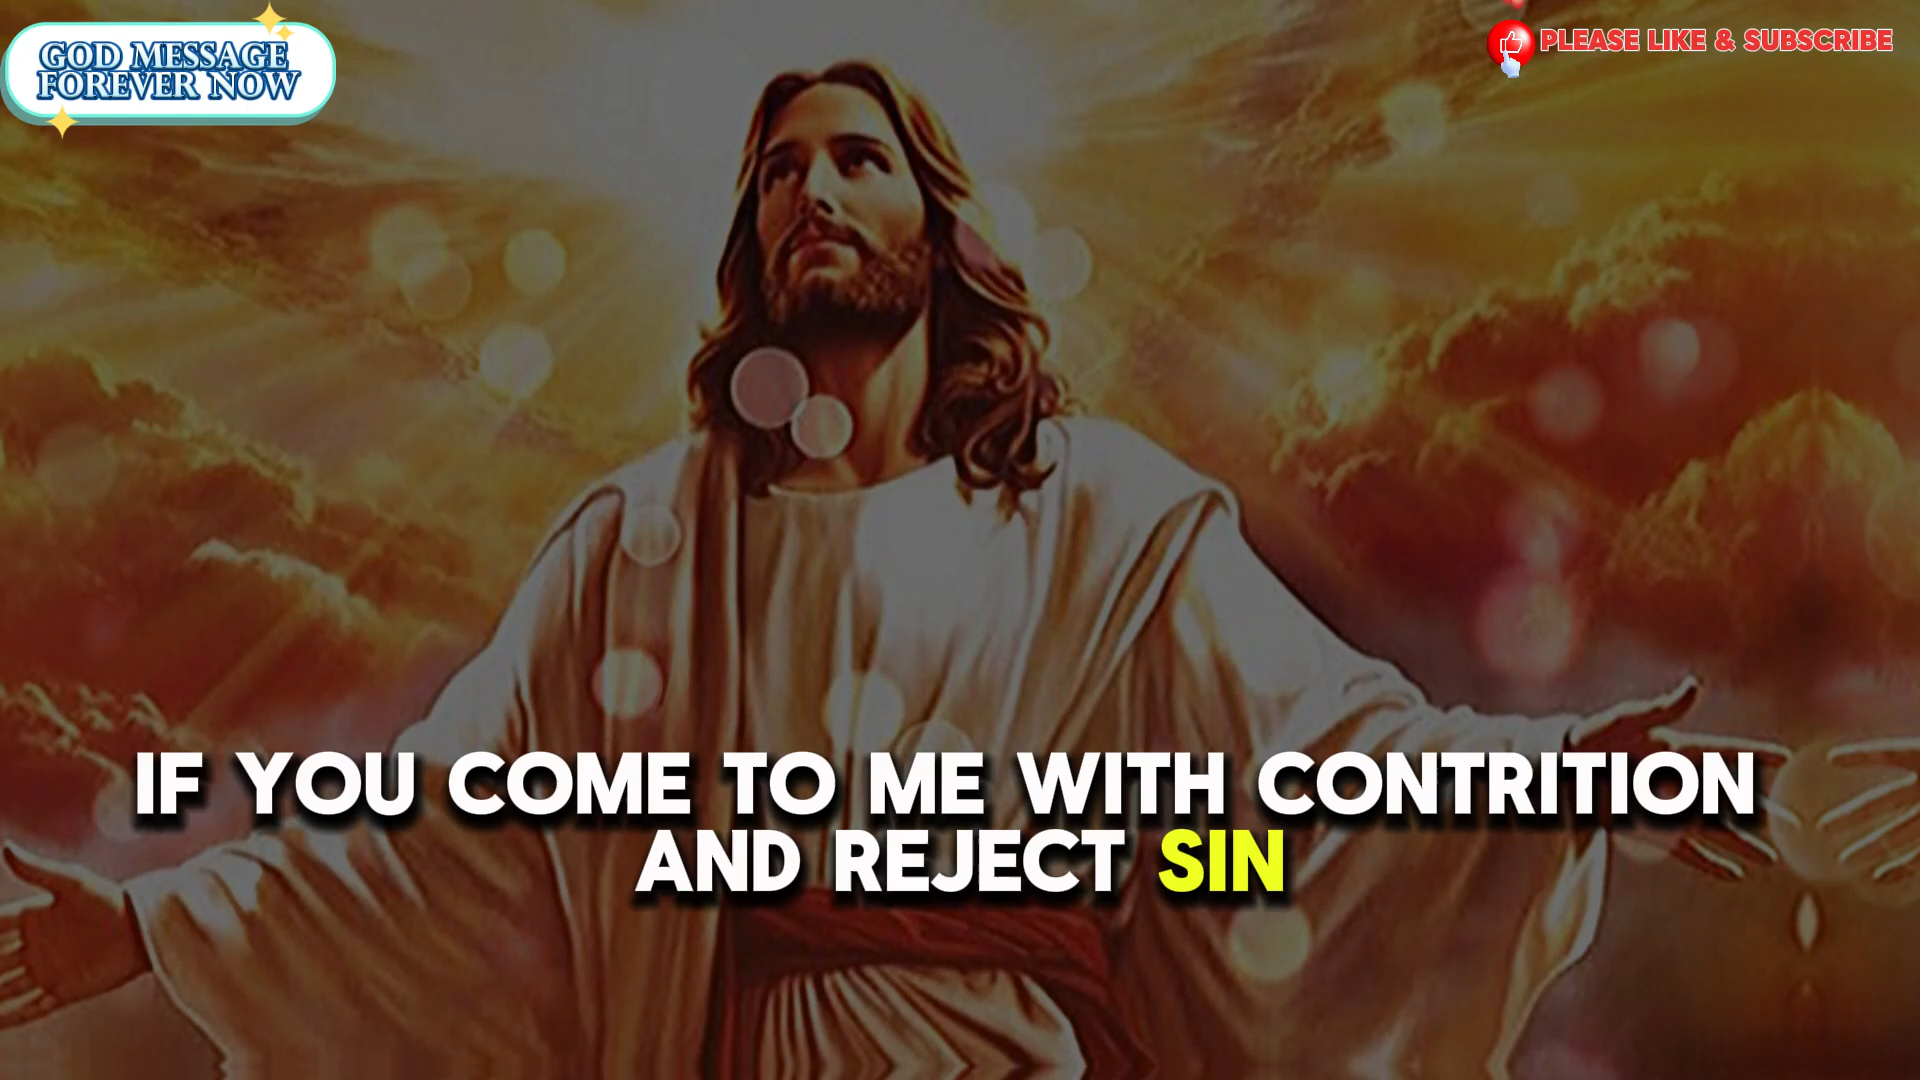 GOD MESSAGE
FOREVER NOW
PLEASE LIKE & SUBSCRIBE
IF YOU COME TO ME WITH CONTRITION
AND REJECT SIN